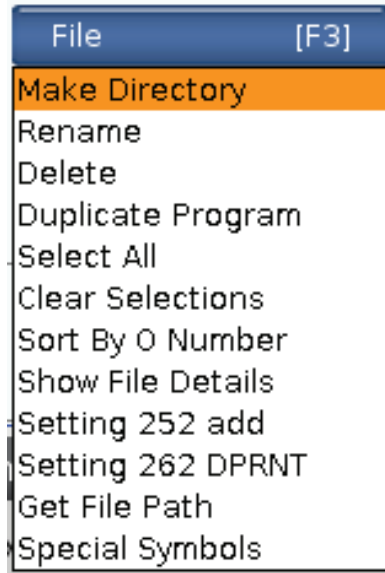 File [F3]
Make Directory
Rename
Delete
Duplicate Program
Select All
Clear Selections
Sort By O Number
Show File Details
Setting 252 add
Setting 262 DPRNT
Get File Path
Special Symbols